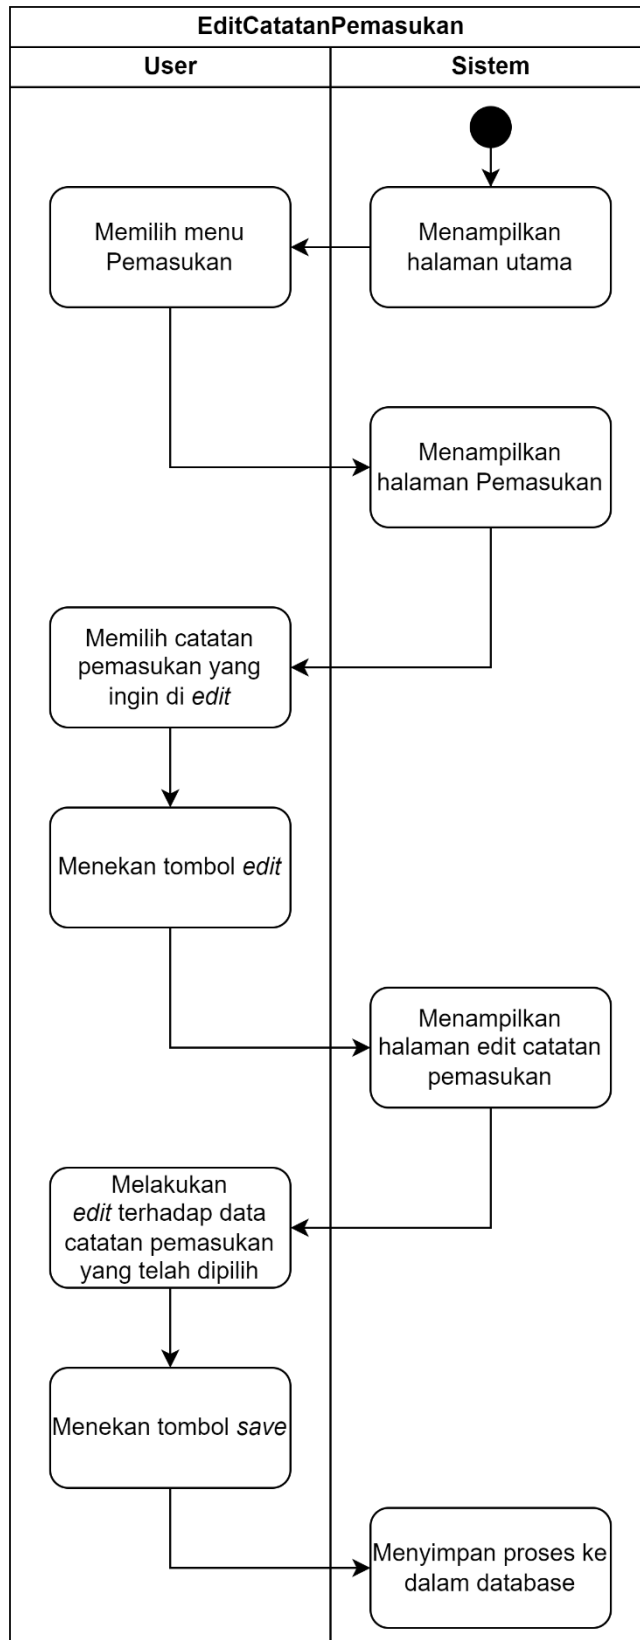 EditCatatanPemasukan
User
Sistem
Menampilkan
halaman utama
Memilih menu
Pemasukan
Menampilkan
halaman Pemasukan
Memilih catatan
pemasukan yang
ingin di edit
Menekan tombol edit
Menampilkan
halaman edit catatan
pemasukan
Melakukan
edit terhadap data
catatan pemasukan
yang telah dipilih
Menekan tombol save
Menyimpan proses ke
dalam database